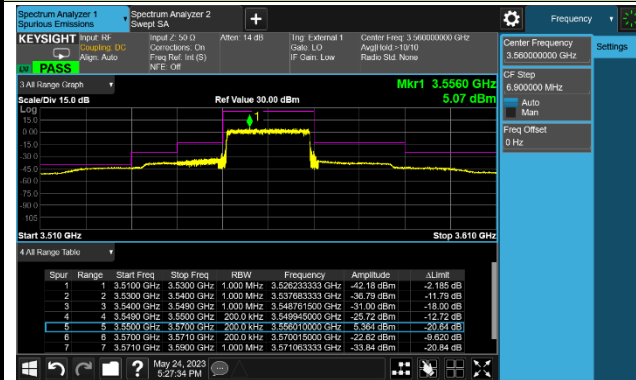 Spectrum Analyzer 1
Spurious Emissions
Spectrum Analyzer 2
Swept SA
+
Frequency
KEYSIGHT
Input: RF
Coupling: DC
Align: Auto
Input Z: 50 Ω
Corrections: On
Freq Ref: Int (S)
NFE: Off
Atten: 14 dB
Trig: External 1
Gate: LO
IF Gain: Low
Center Freq: 3.560000000 GHz
Avg|Hold:>10/10
Radio Std: None
PASS
Center Frequency
3.560000000 GHz
Settings
CF Step
6.900000 MHz
Auto
Man
Freq Offset
0 Hz
3 All Range Graph
Mkr1 3.5560 GHz
Scale/Div 15.0 dB
Ref Value 30.00 dBm
5.07 dBm
Log
15.0
0.00
-15.0
-30.0
-45.0
-60.0
-75.0
-90.0
-105
1
Start 3.510 GHz
Stop 3.610 GHz
4 All Range Table
Spur Range Start Freq Stop Freq RBW Frequency Amplitude ΔLimit
1 1 3.5100 GHz 3.5300 GHz 1.000 MHz 3.526233333 GHz -42.18 dBm -2.185 dB
2 2 3.5300 GHz 3.5400 GHz 1.000 MHz 3.537683333 GHz -36.79 dBm -11.79 dB
3 3 3.5400 GHz 3.5490 GHz 1.000 MHz 3.548761500 GHz -31.00 dBm -18.00 dB
4 4 3.5490 GHz 3.5500 GHz 200.0 kHz 3.549945000 GHz -25.72 dBm -12.72 dB
5 5 3.5500 GHz 3.5700 GHz 200.0 kHz 3.556010000 GHz 5.364 dBm -20.64 dB
6 6 3.5700 GHz 3.5710 GHz 200.0 kHz 3.570015000 GHz -22.62 dBm -9.620 dB
7 7 3.5710 GHz 3.5900 GHz 1.000 MHz 3.571063333 GHz -33.84 dBm -20.84 dB
?
May 24, 2023
5:27:34 PM